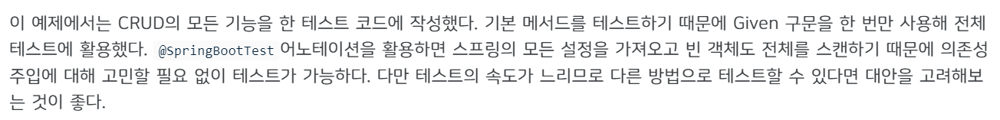 이 예제에서는 CRUD의 모든 기능을 한 테스트 코드에 작성했다. 기본 메서드를 테스트하기 때문에 Given 구문을 한 번만 사용해 전체
테스트에 활용했다. @SpringBootTest 어노테이션을 활용하면 스프링의 모든 설정을 가져오고 빈 객체도 전체를 스캔하기 때문에 의존성
주입에 대해 고민할 필요 없이 테스트가 가능하다. 다만 테스트의 속도가 느리므로 다른 방법으로 테스트할 수 있다면 대안을 고려해보
는 것이 좋다.